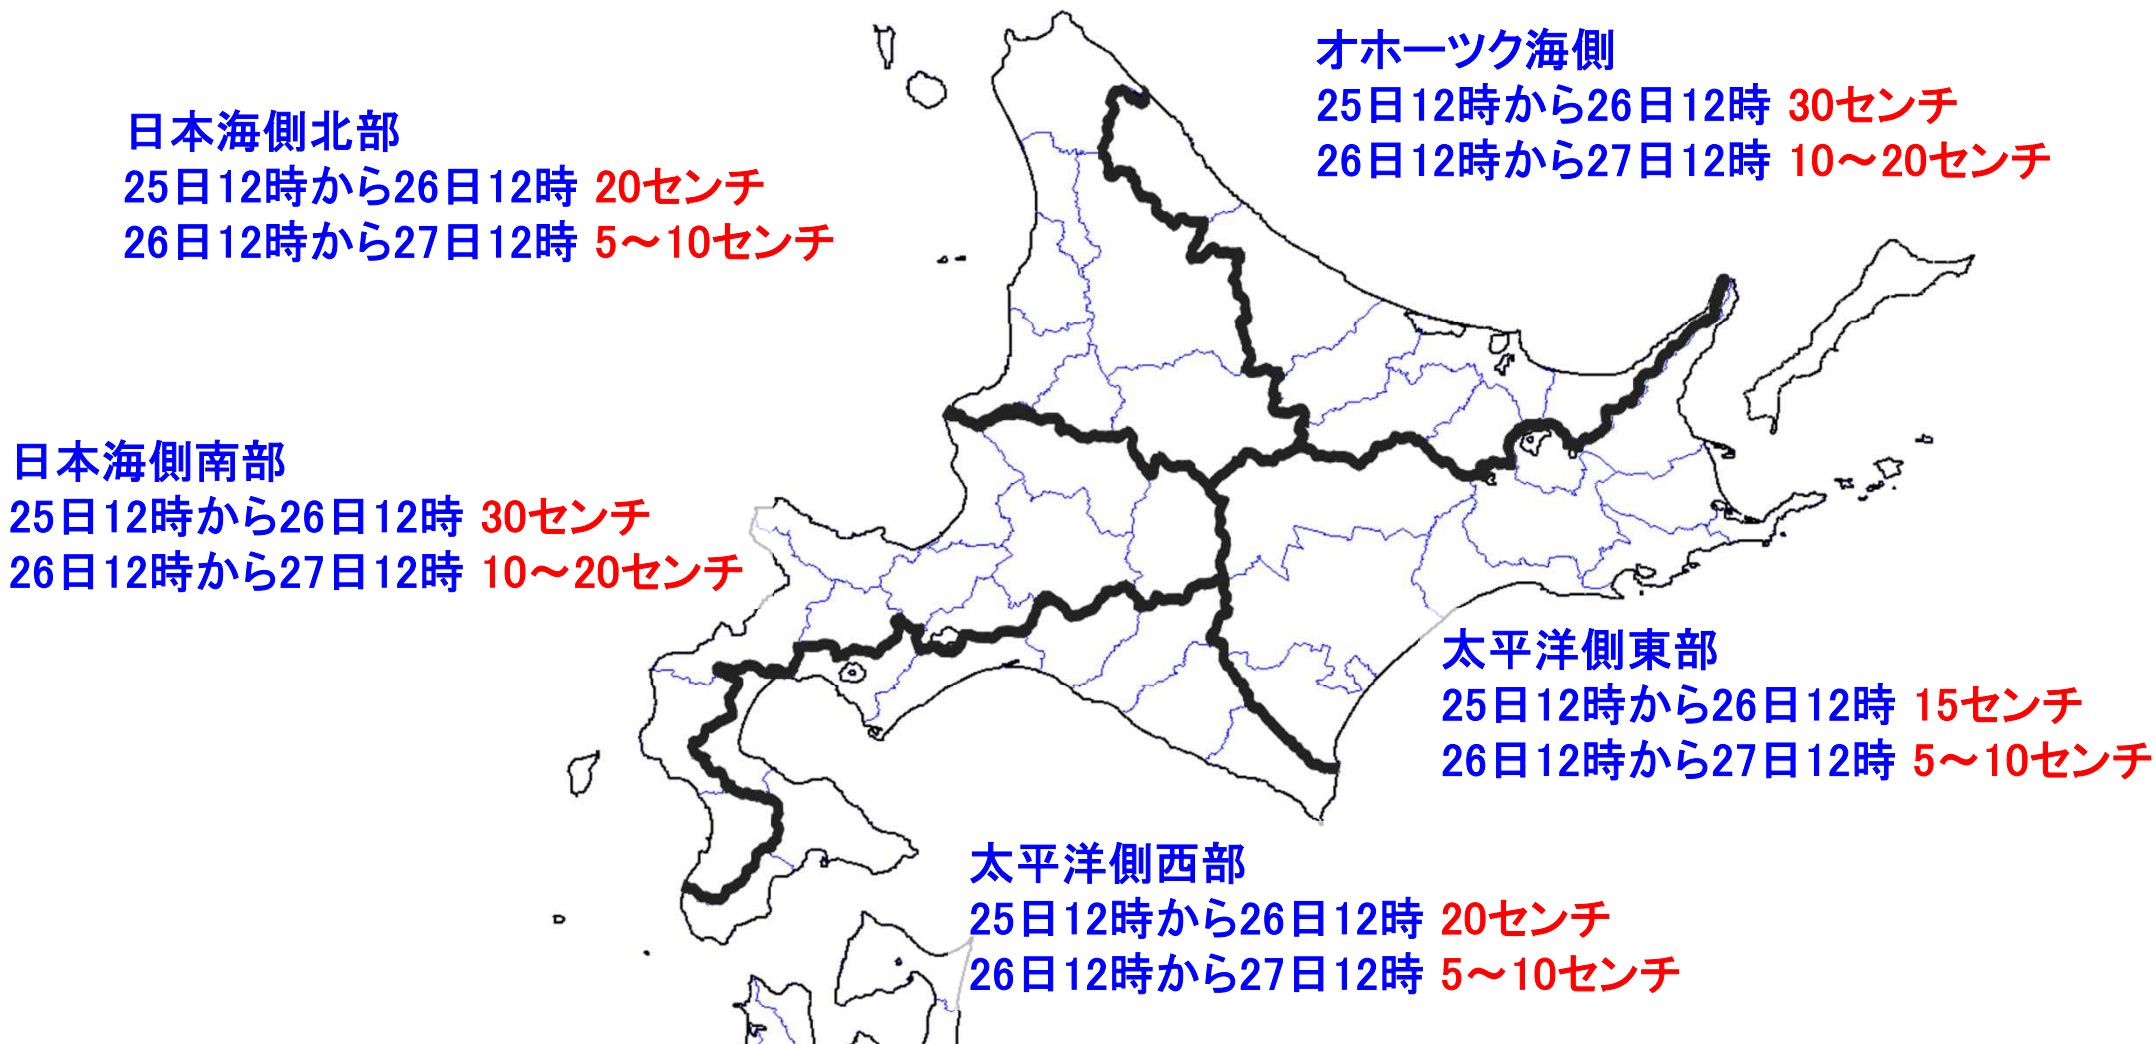 オホーツク海側
25日12時から26日12時 30センチ
26日12時から27日12時 10～20センチ
日本海側北部
25日12時から26日12時 20センチ
26日12時から27日12時 5～10センチ
日本海側南部
25日12時から26日12時 30センチ
26日12時から27日12時 10～20センチ
太平洋側東部
25日12時から26日12時 15センチ
26日12時から27日12時 5～10センチ
太平洋側西部
25日12時から26日12時 20センチ
26日12時から27日12時 5～10センチ